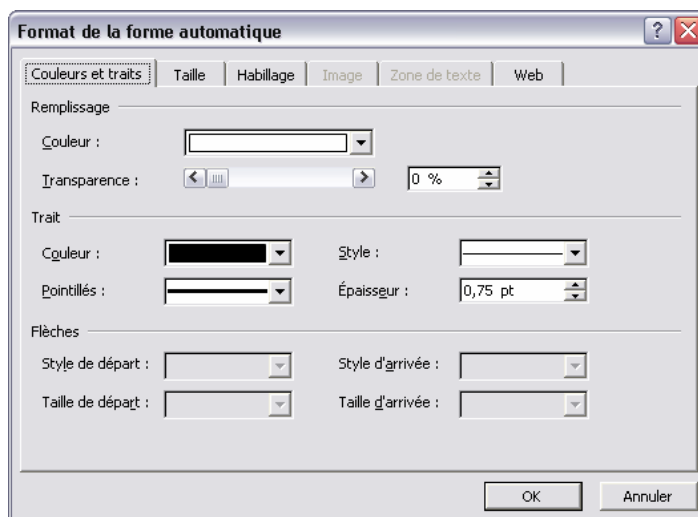 Format de la forme automatique
Couleurs et traits Taille Habillage Image Zone de texte Web
Remplissage
Couleur :
Transparence : 0 %
Trait
Couleur : Style :
Pointillés : Épaisseur : 0,75 pt
Flèches
Style de départ : Style d'arrivée :
Taille de départ : Taille d'arrivée :
OK Annuler